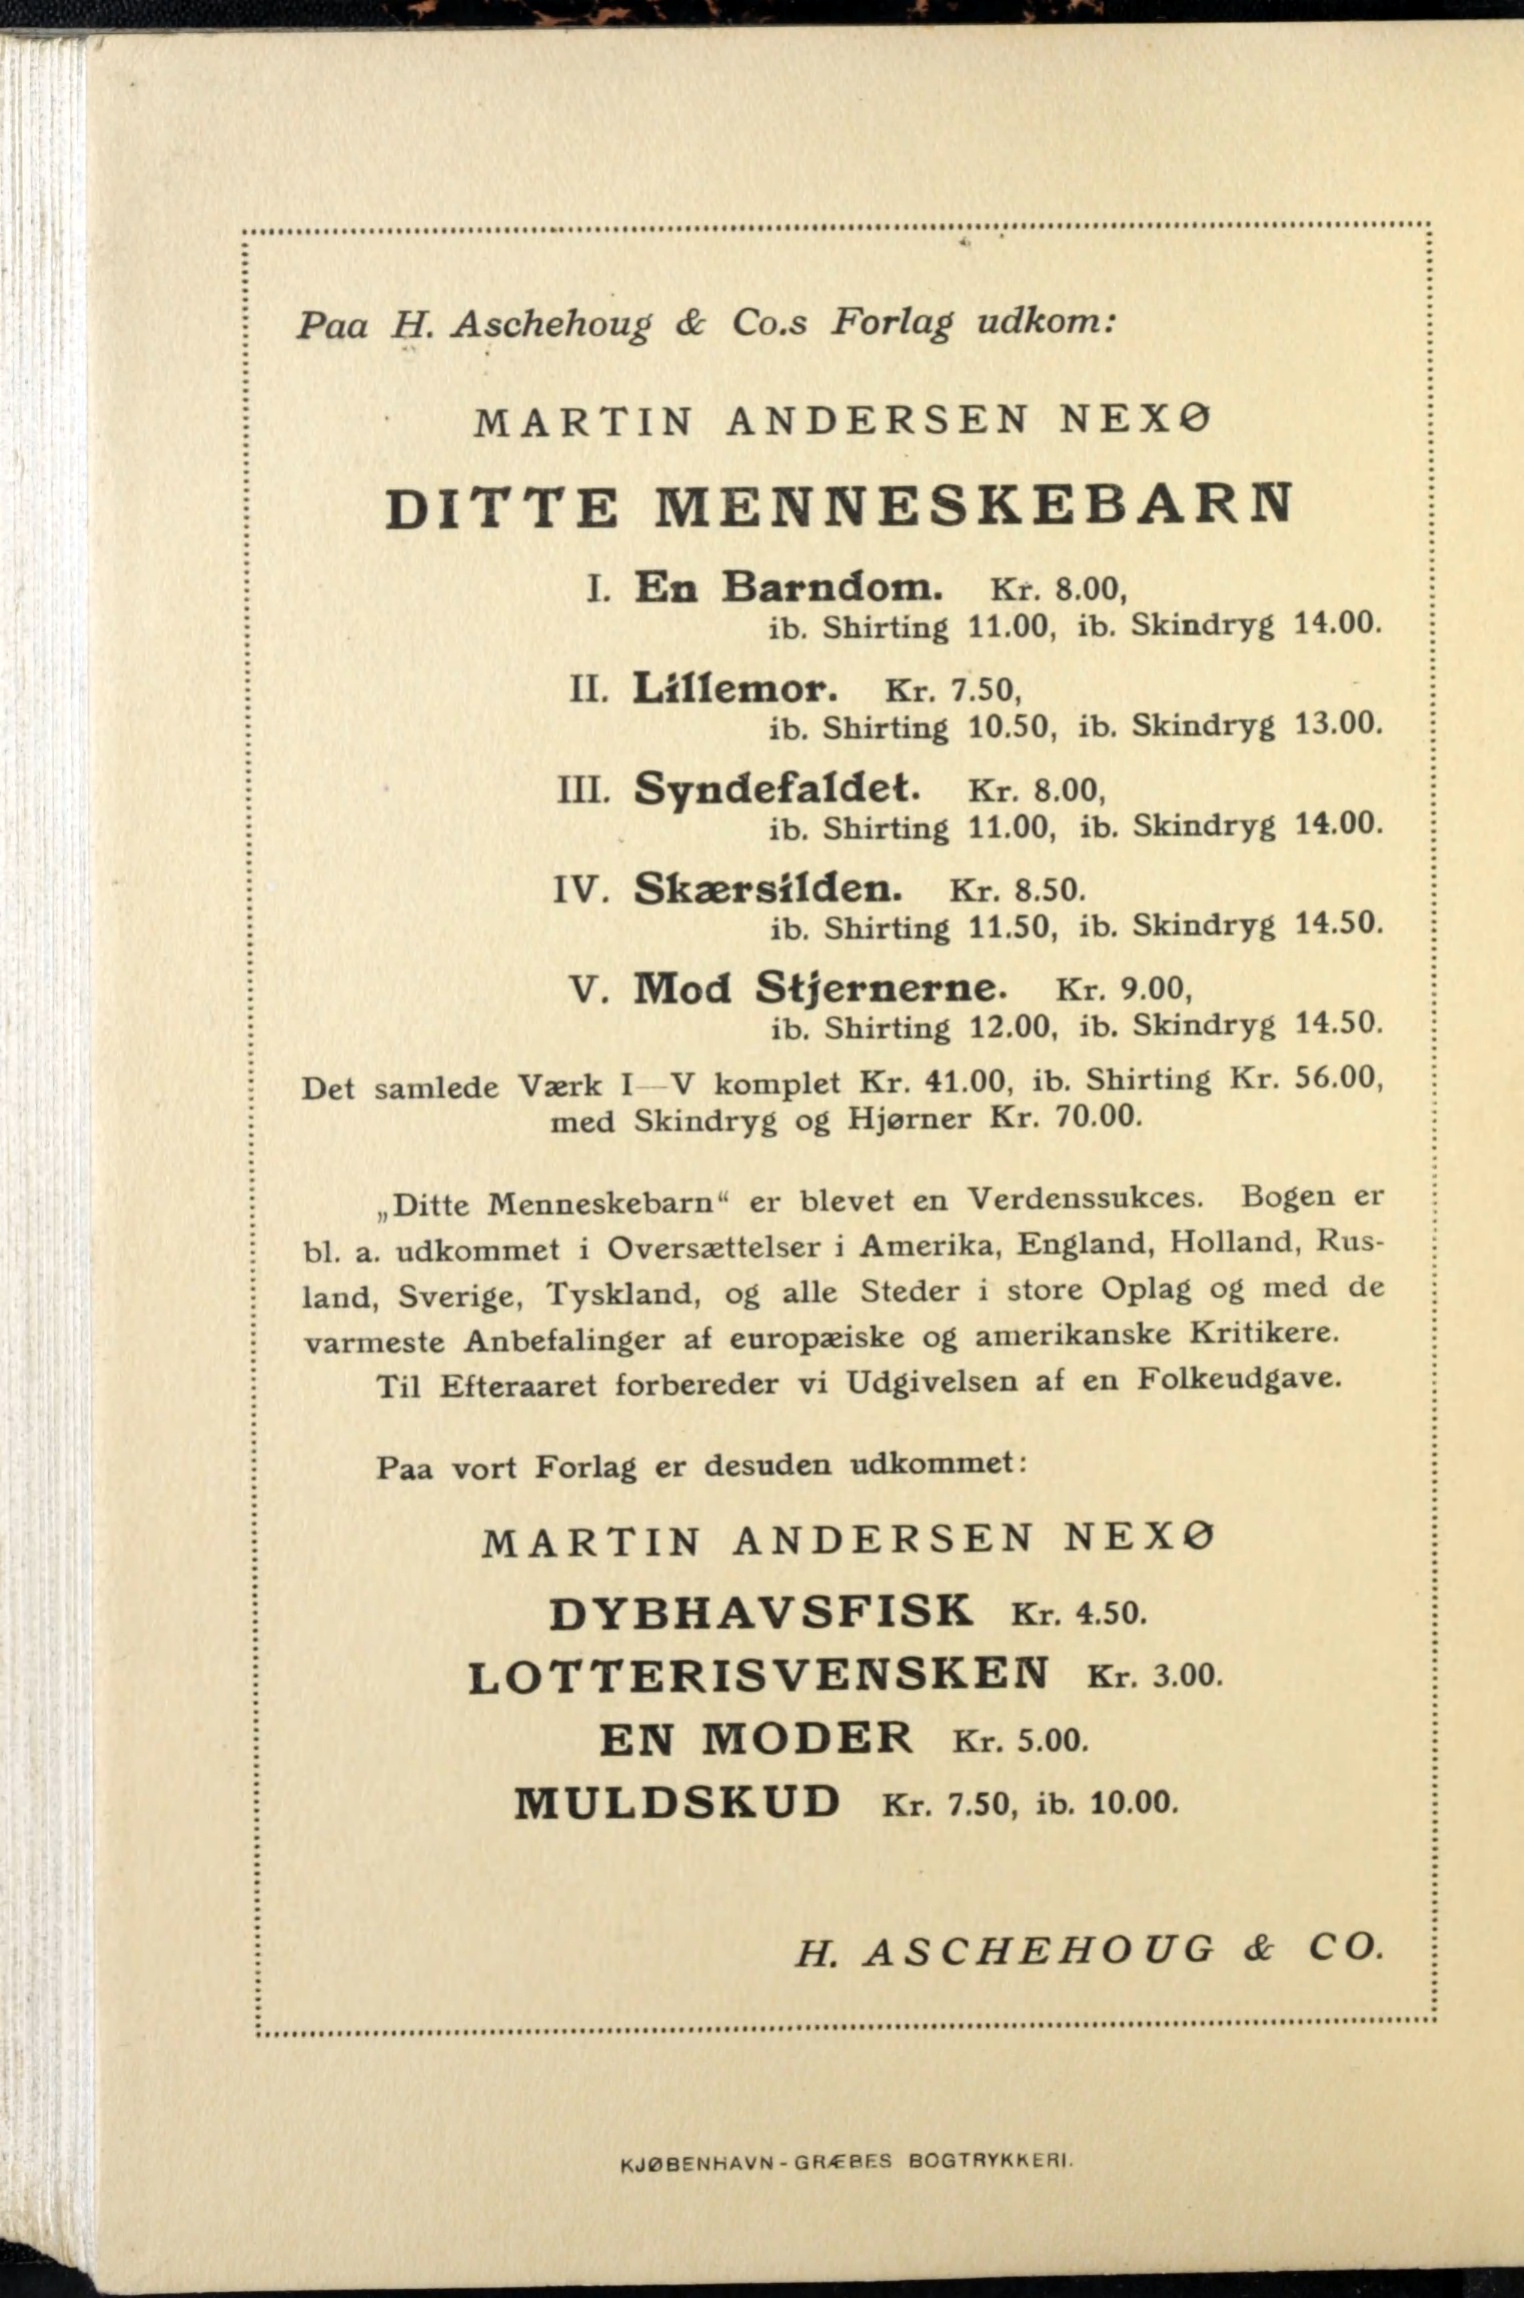 Paa H. Aschehoug & Co.s Forlag udkom:
MARTIN ANDERSEN NEXØ
DITTE MENNESKEBARN
I. En Barndom. Kr. 8.00,
ib. Shirting 11.00, ib. Skindryg 14.00.
II. Lillemor. Kr. 7.50,
ib. Shirting 10.50, ib. Skindryg 13.00.
III. Syndefaldet. Kr. 8.00,
ib. Shirting 11.00, ib. Skindryg 14.00.
IV. Skærsilden. Kr. 8.50.
ib. Shirting 11.50, ib. Skindryg 14.50.
V. Mod Stjernerne. Kr. 9.00,
ib. Shirting 12.00, ib. Skindryg 14.50.
Det samlede Værk I—V komplet Kr. 41.00, ib. Shirting Kr. 56.00,
med Skindryg og Hjørner Kr. 70.00.
„Ditte Menneskebarn“ er blevet en Verdenssukces. Bogen er
bl. a. udkommet i Oversættelser i Amerika, England, Holland, Rus-
land, Sverige, Tyskland, og alle Steder i store Oplag og med de
varmeste Anbefalinger af europæiske og amerikanske Kritikere.
Til Efteraaret forbereder vi Udgivelsen af en Folkeudgave.
Paa vort Forlag er desuden udkommet:
MARTIN ANDERSEN NEXØ
DYBHAVSFISK Kr. 4.50.
LOTTERISVENSKEN Kr. 3.00.
EN MODER Kr. 5.00.
MULDSKUD Kr. 7.50, ib. 10.00.
H. ASCHEHOUG & CO.
KJØBENHAVN - GRÆBES BOGTRYKKERI.